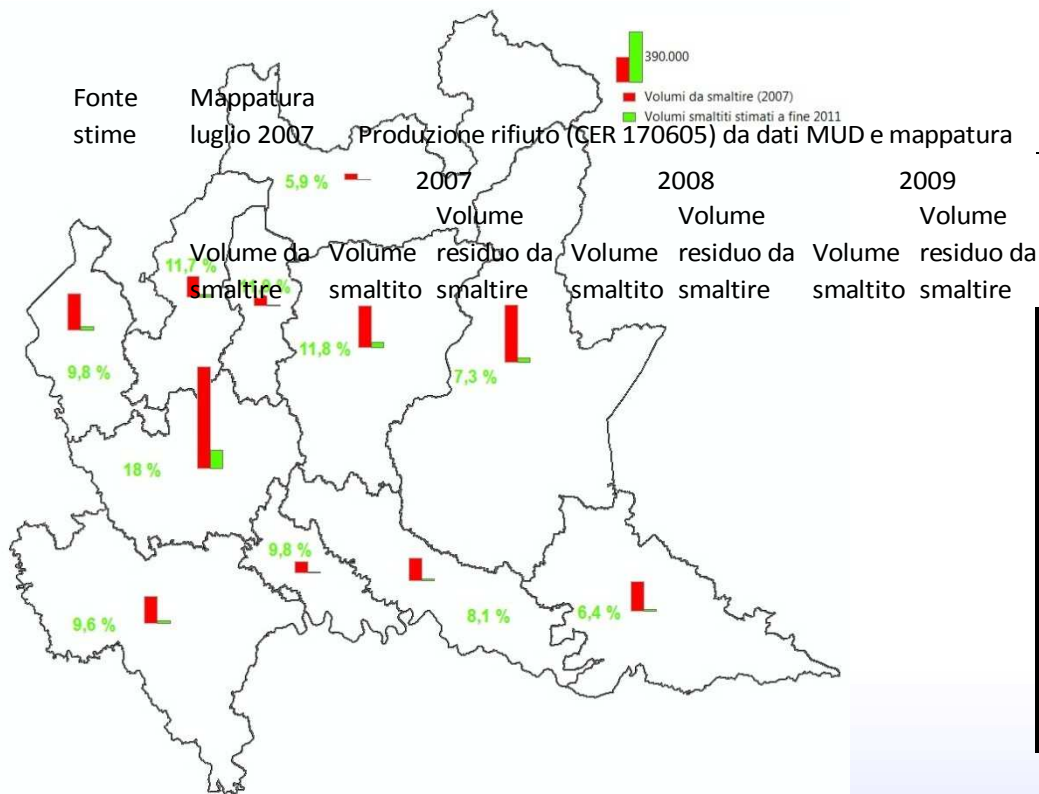 390.000
Volumi da smaltire (2007)
Volumi smaltiti stimati a fine 2011
Fonte stime
Mappatura luglio 2007
Produzione rifiuto (CER 170605) da dati MUD e mappatura
5,9 %
2007 2008 2009
Volume da smaltire
Volume smaltito
Volume residuo da smaltire
Volume smaltito
Volume residuo da smaltire
Volume smaltito
Volume residuo da smaltire
11,7 %
11,8 %
7,3 %
9,8 %
18 %
9,8 %
8,1 %
6,4 %
9,6 %